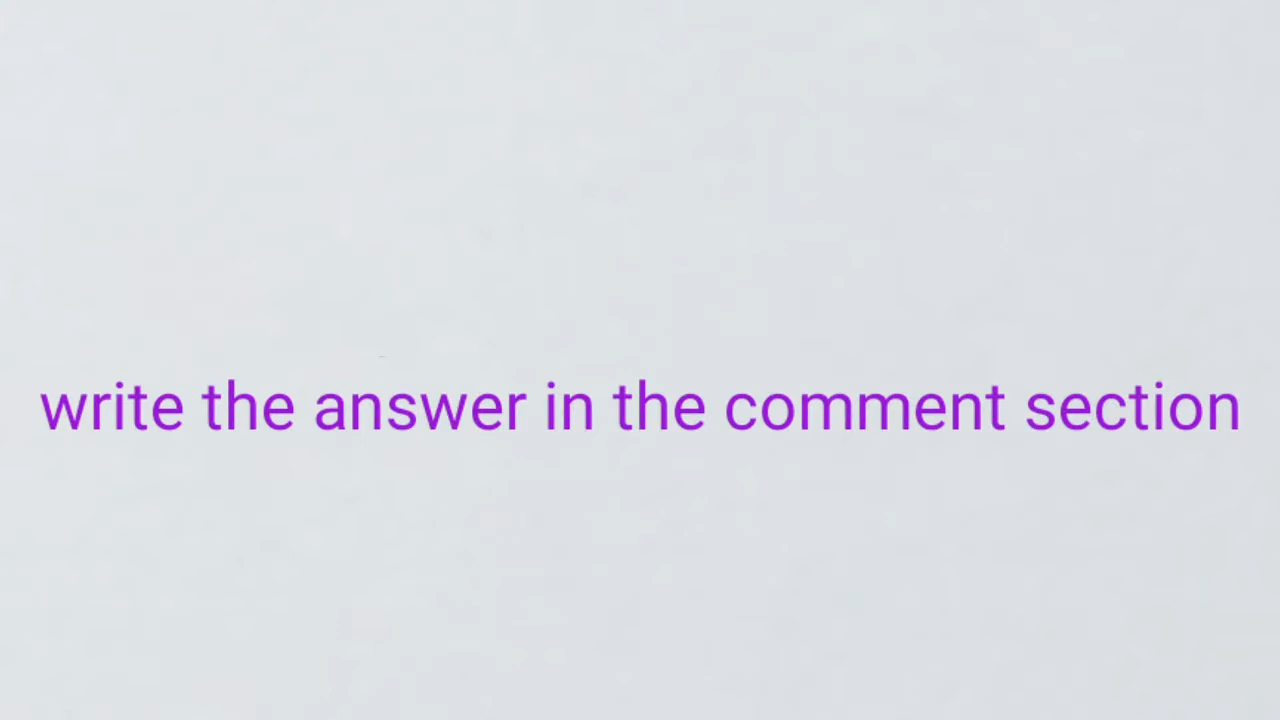 write the answer in the comment section